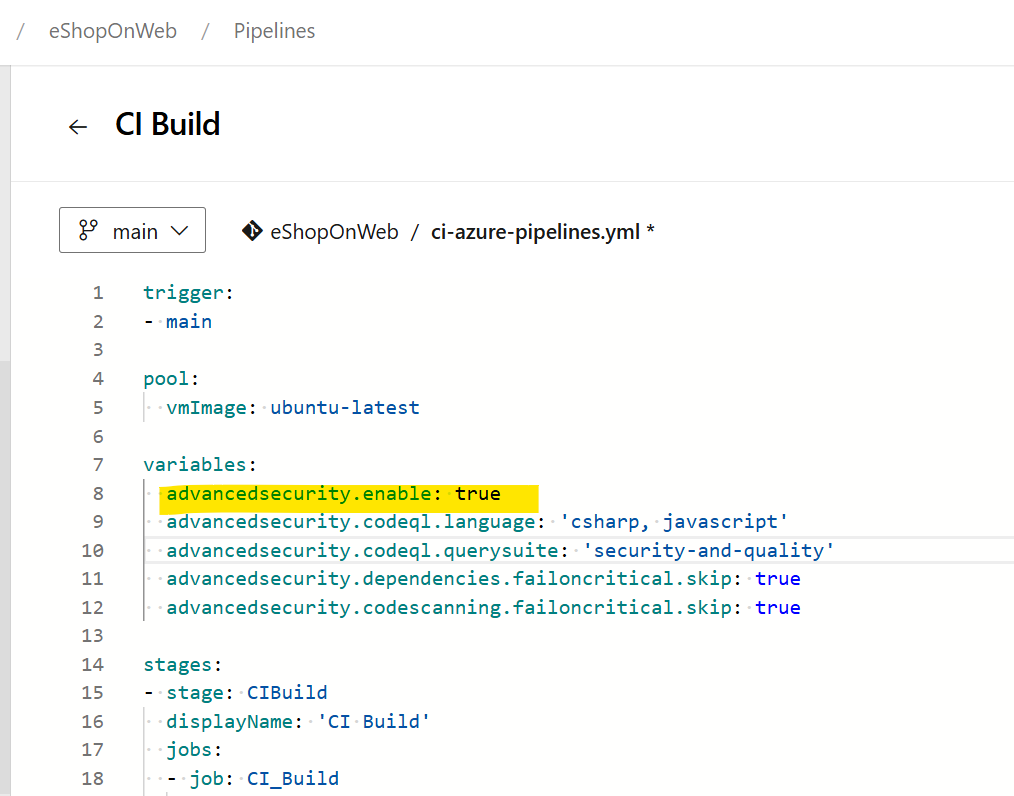 / eShopOnWeb / Pipelines
← CI Build
main eShopOnWeb / ci-azure-pipelines.yml *
1 trigger:
2 - main
3
4 pool:
5 vmImage: ubuntu-latest
6
7 variables:
8 advancedsecurity.enable: true
9 advancedsecurity.codeql.language: 'csharp, javascript'
10 advancedsecurity.codeql.querysuite: 'security-and-quality'
11 advancedsecurity.dependencies.failoncritical.skip: true
12 advancedsecurity.codescanning.failoncritical.skip: true
13
14 stages:
15 - stage: CIBuild
16 displayName: 'CI Build'
17 jobs:
18 - job: CI_Build